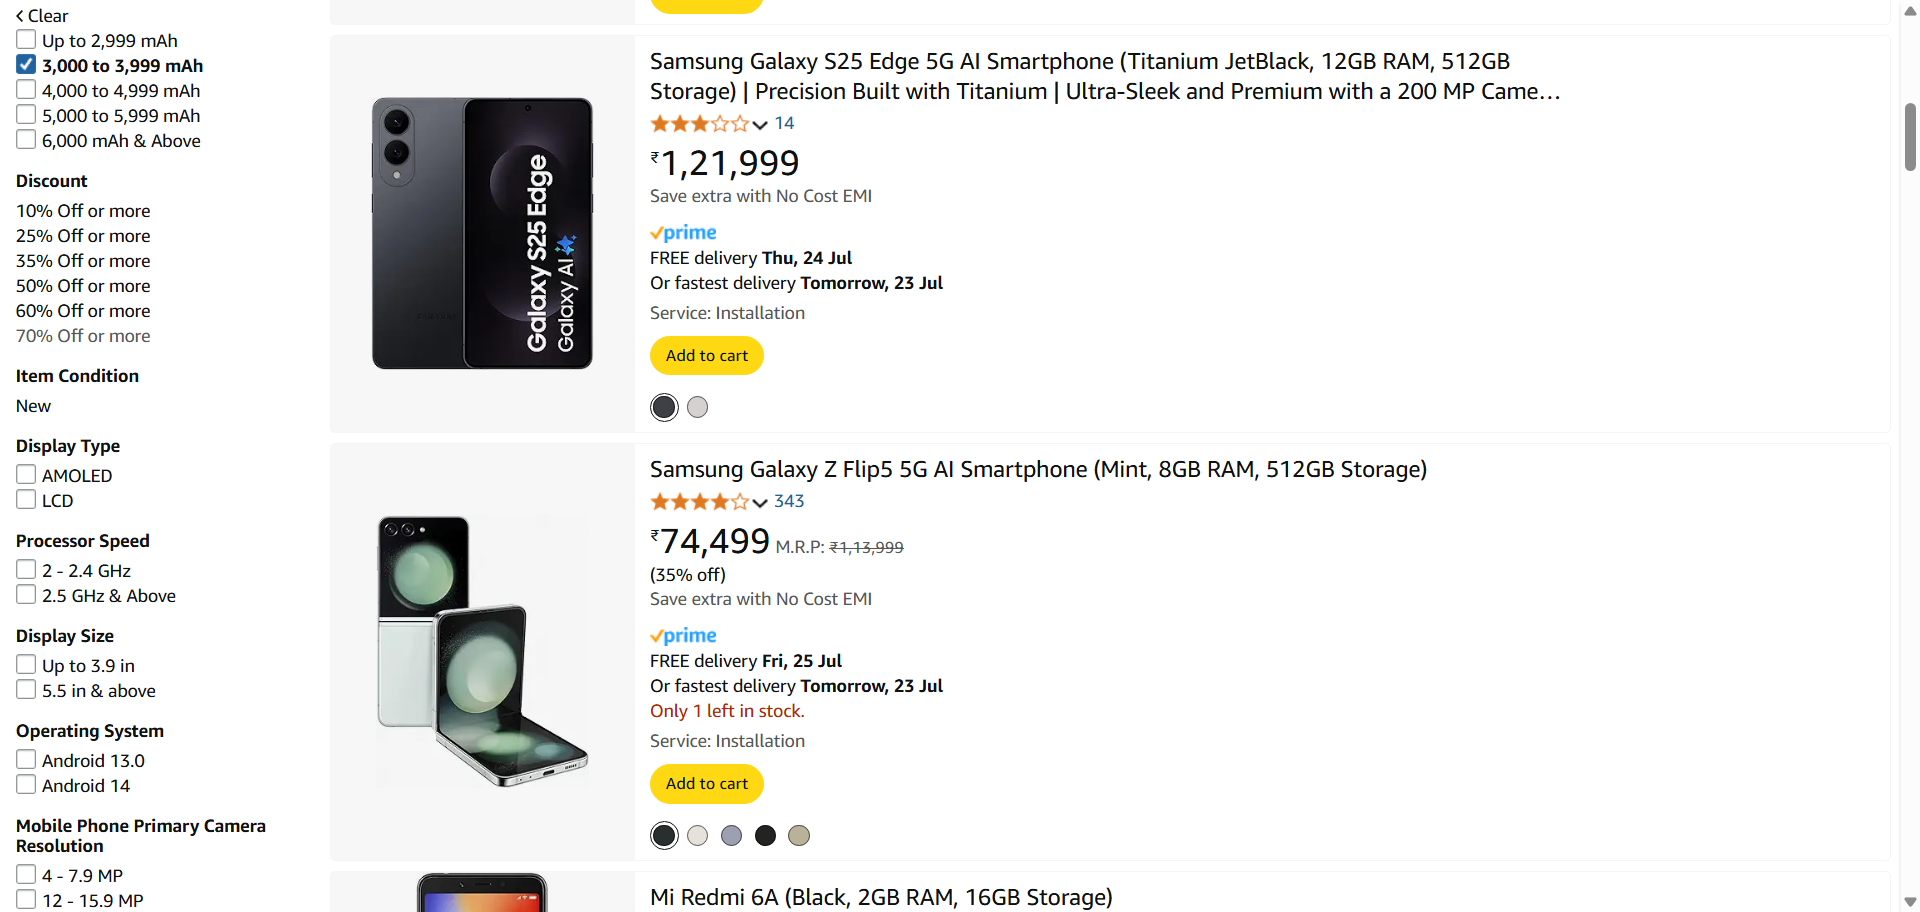 Clear
Up to 2,999 mAh
3,000 to 3,999 mAh
4,000 to 4,999 mAh
5,000 to 5,999 mAh
6,000 mAh & Above
Discount
10% Off or more
25% Off or more
35% Off or more
50% Off or more
60% Off or more
70% Off or more
Item Condition
New
Display Type
AMOLED
LCD
Processor Speed
2 - 2.4 GHz
2.5 GHz & Above
Display Size
Up to 3.9 in
5.5 in & above
Operating System
Android 13.0
Android 14
Mobile Phone Primary Camera
Resolution
4 - 7.9 MP
12 - 15.9 MP
Galaxy S25 Edge
Galaxy AI
Samsung Galaxy S25 Edge 5G AI Smartphone (Titanium JetBlack, 12GB RAM, 512GB
Storage) | Precision Built with Titanium | Ultra-Sleek and Premium with a 200 MP Came…
14
₹1,21,999
Save extra with No Cost EMI
prime
FREE delivery Thu, 24 Jul
Or fastest delivery Tomorrow, 23 Jul
Service: Installation
Add to cart
Samsung Galaxy Z Flip5 5G AI Smartphone (Mint, 8GB RAM, 512GB Storage)
343
₹74,499 M.R.P: ₹1,13,999
(35% off)
Save extra with No Cost EMI
prime
FREE delivery Fri, 25 Jul
Or fastest delivery Tomorrow, 23 Jul
Only 1 left in stock.
Service: Installation
Add to cart
Mi Redmi 6A (Black, 2GB RAM, 16GB Storage)